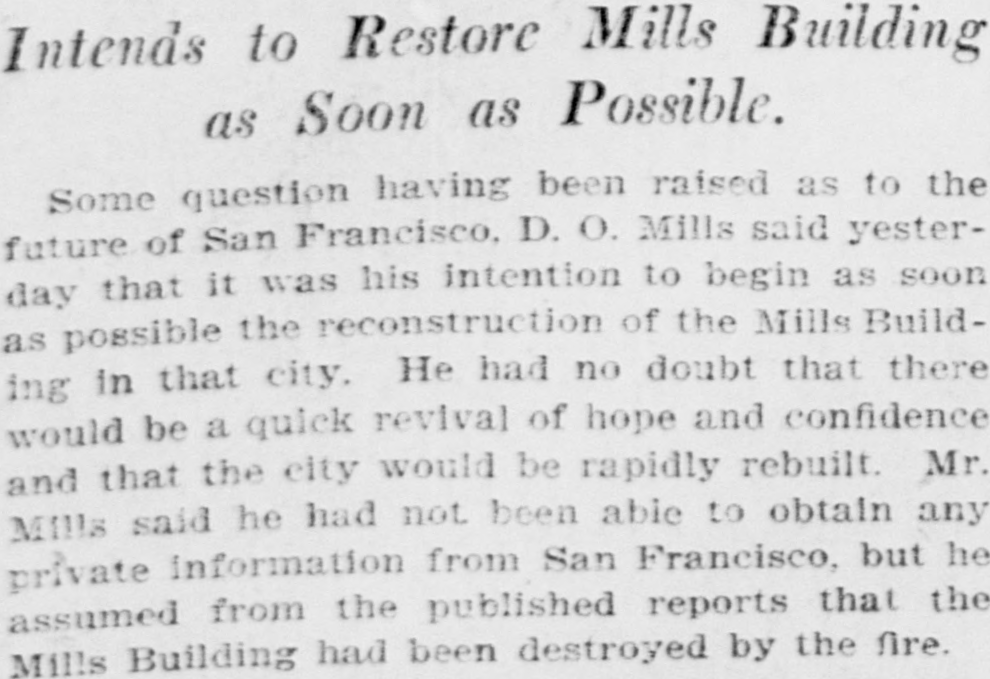 Intends to Restore Mills Building
as Soon as Possible.
Some question having been raised as to the
future of San Francisco, D. O. Mills said yester-
day that it was his intention to begin as soon
as possible the reconstruction of the Mills Build-
ing in that city. He had no doubt that there
would be a quick revival of hope and confidence
and that the city would be rapidly rebuilt. Mr.
Mills said he had not been able to obtain any
private information from San Francisco, but he
assumed from the published reports that the
Mills Building had been destroyed by the fire.